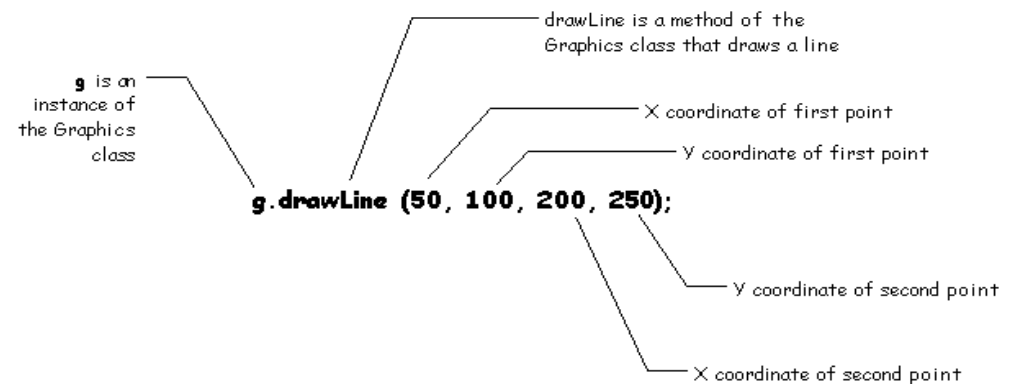 drawLine is a method of the
Graphics class that draws a line
g is an
instance of
the Graphics
class
X coordinate of first point
Y coordinate of first point
g.drawLine (50, 100, 200, 250);
Y coordinate of second point
X coordinate of second point